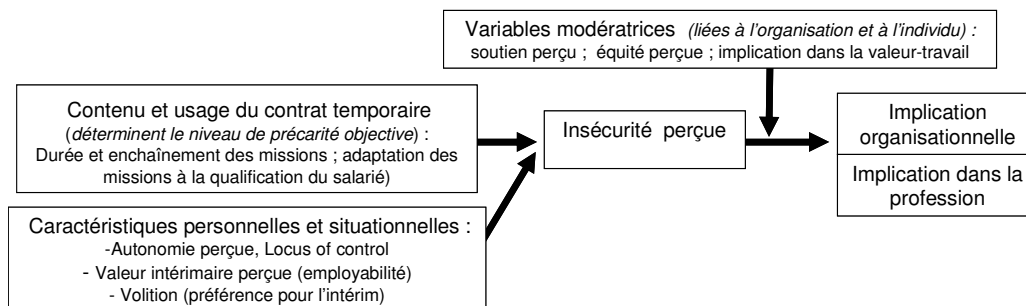 Variables modératrices (liées à l'organisation et à l'individu) :
soutien perçu ; équité perçue ; implication dans la valeur-travail
Contenu et usage du contrat temporaire
(déterminent le niveau de précarité objective) :
Durée et enchaînement des missions ; adaptation des
missions à la qualification du salarié)
Insécurité perçue
Implication
organisationnelle
Implication dans la
profession
Caractéristiques personnelles et situationnelles :
-Autonomie perçue, Locus of control
- Valeur intérimaire perçue (employabilité)
- Volition (préférence pour l'intérim)